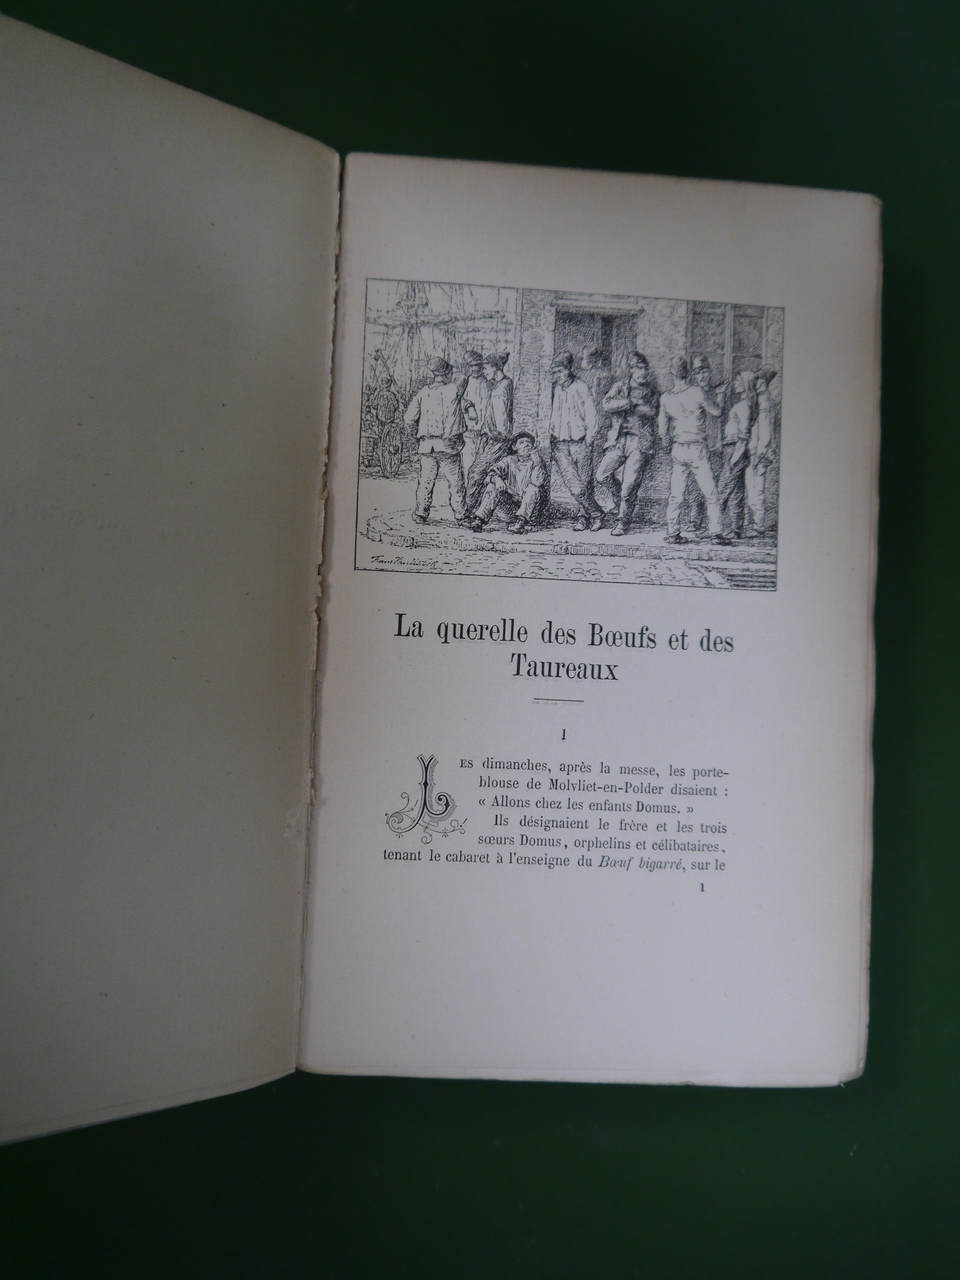 La querelle des Bœufs et des
Taureaux
I
LES dimanches, après la messe, les porte-
blouse de Molvliet-en-Polder disaient :
« Allons chez les enfants Domus. »
Ils désignaient le frère et les trois
sœurs Domus, orphelins et célibataires,
tenant le cabaret à l'enseigne du Bœuf bigarré, sur le
1